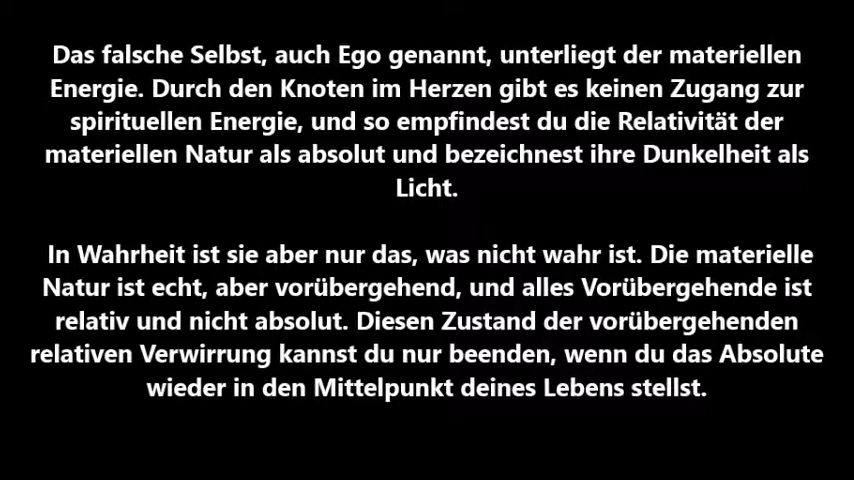 Das falsche Selbst, auch Ego genannt, unterliegt der materiellen
Energie. Durch den Knoten im Herzen gibt es keinen Zugang zur
spirituellen Energie, und so empfindest du die Relativität der
materiellen Natur als absolut und bezeichnest ihre Dunkelheit als
Licht.
In Wahrheit ist sie aber nur das, was nicht wahr ist. Die materielle
Natur ist echt, aber vorübergehend, und alles Vorübergehende ist
relativ und nicht absolut. Diesen Zustand der vorübergehenden
relativen Verwirrung kannst du nur beenden, wenn du das Absolute
wieder in den Mittelpunkt deines Lebens stellst.